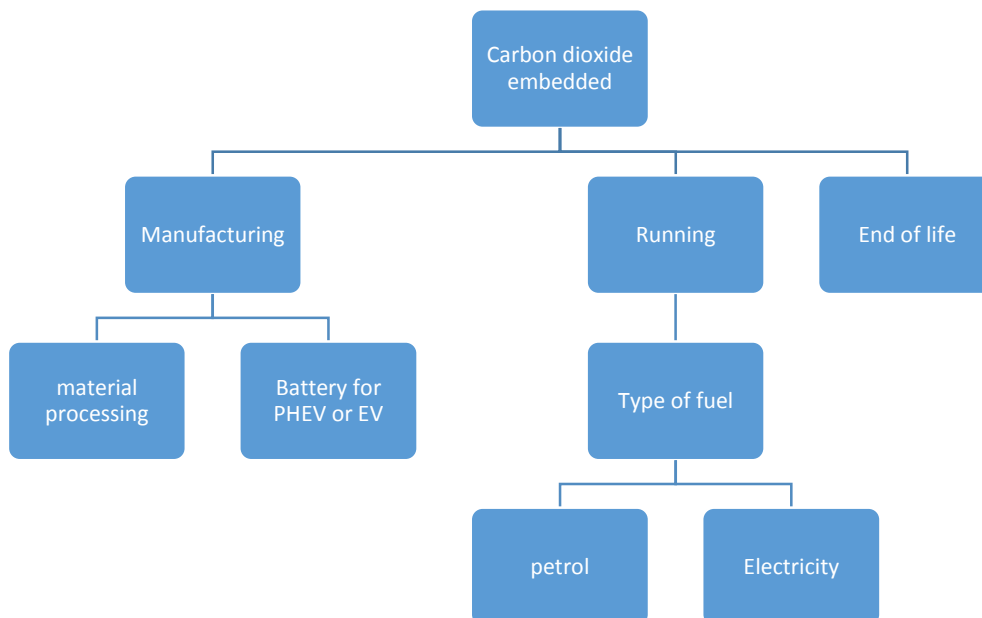 Carbon dioxide
embedded
Manufacturing
Running
End of life
material
processing
Battery for
PHEV or EV
Type of fuel
petrol
Electricity